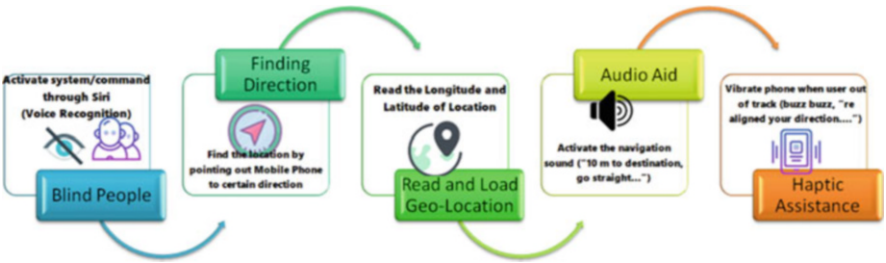 Activate system/command
through Siri
(Voice Recognition)
Blind People
Finding
Direction
Find the location by
pointing out Mobile Phone
to certain direction
Read the Longitude and
Latitude of Location
Read and Load
Geo-Location
Audio Aid
Activate the navigation
sound ("10 m to destination,
go straight...")
Vibrate phone when user out
of track (buzz buzz, "re
aligned your direction....")
Haptic
Assistance